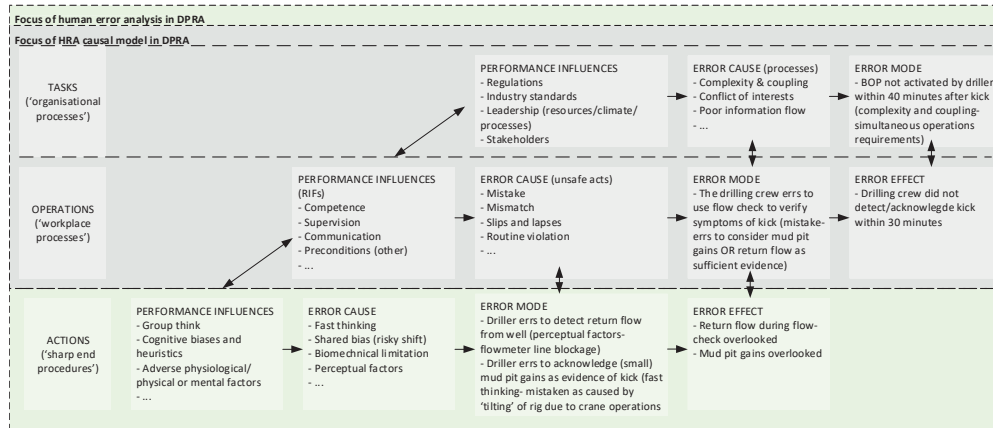 Focus of human error analysis in DPRA
Focus of HRA causal model in DPRA
TASKS
('organisational
processes')
PERFORMANCE INFLUENCES
- Regulations
- Industry standards
- Leadership (resources/climate/
processes)
- Stakeholders
ERROR CAUSE (processes)
- Complexity & coupling
- Conflict of interests
- Poor information flow
- ...
ERROR MODE
- BOP not activated by driller
within 40 minutes after kick
(complexity and coupling-
simultaneous operations
requirements)
OPERATIONS
('workplace
processes')
PERFORMANCE INFLUENCES
(RIFs)
- Competence
- Supervision
- Communication
- Preconditions (other)
- ...
ERROR CAUSE (unsafe acts)
- Mistake
- Mismatch
- Slips and lapses
- Routine violation
- ...
ERROR MODE
- The drilling crew errs to
use flow check to verify
symptoms of kick (mistake-
errs to consider mud pit
gains OR return flow as
sufficient evidence)
ERROR EFFECT
- Drilling crew did not
detect/acknowlegde kick
within 30 minutes
ACTIONS
('sharp end
procedures')
PERFORMANCE INFLUENCES
- Group think
- Cognitive biases and
heuristics
- Adverse physiological/
physical or mental factors
- ...
ERROR CAUSE
- Fast thinking
- Shared bias (risky shift)
- Biomechnical limitation
- Perceptual factors
- ...
ERROR MODE
- Driller errs to detect return flow
from well (perceptual factors-
flowmeter line blockage)
- Driller errs to acknowledge (small)
mud pit gains as evidence of kick (fast
thinking- mistaken as caused by
'tilting' of rig due to crane operations
ERROR EFFECT
- Return flow during flow-
check overlooked
- Mud pit gains overlooked